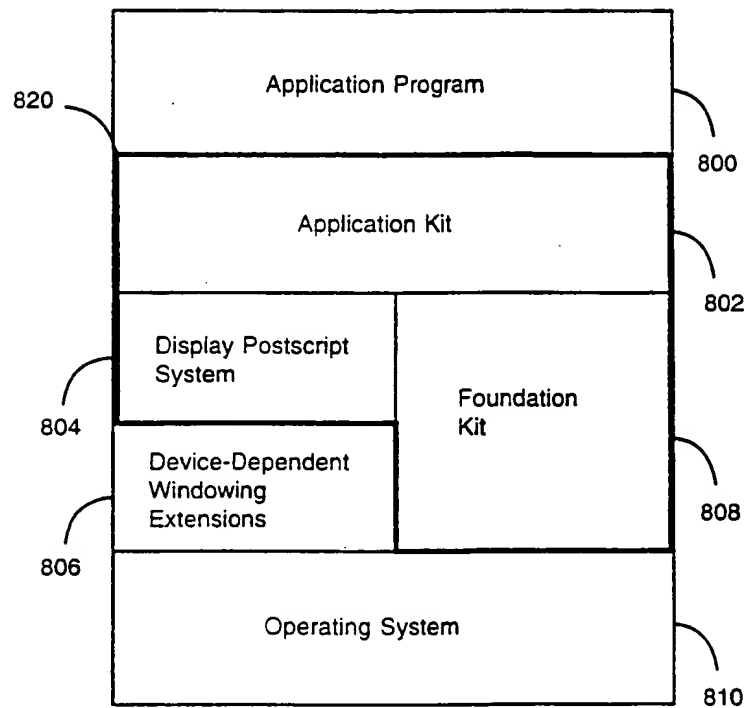 Application Program
820
800
Application Kit
802
Display Postscript
System
Foundation
Kit
804
Device-Dependent
Windowing
Extensions
808
806
Operating System
810